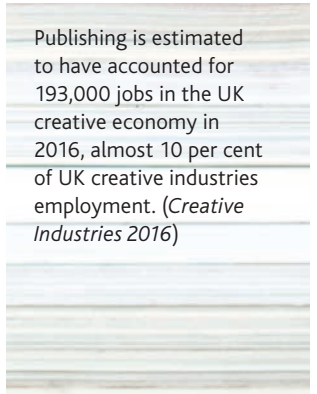 Publishing is estimated
to have accounted for
193,000 jobs in the UK
creative economy in
2016, almost 10 per cent
of UK creative industries
employment. (Creative
Industries 2016)